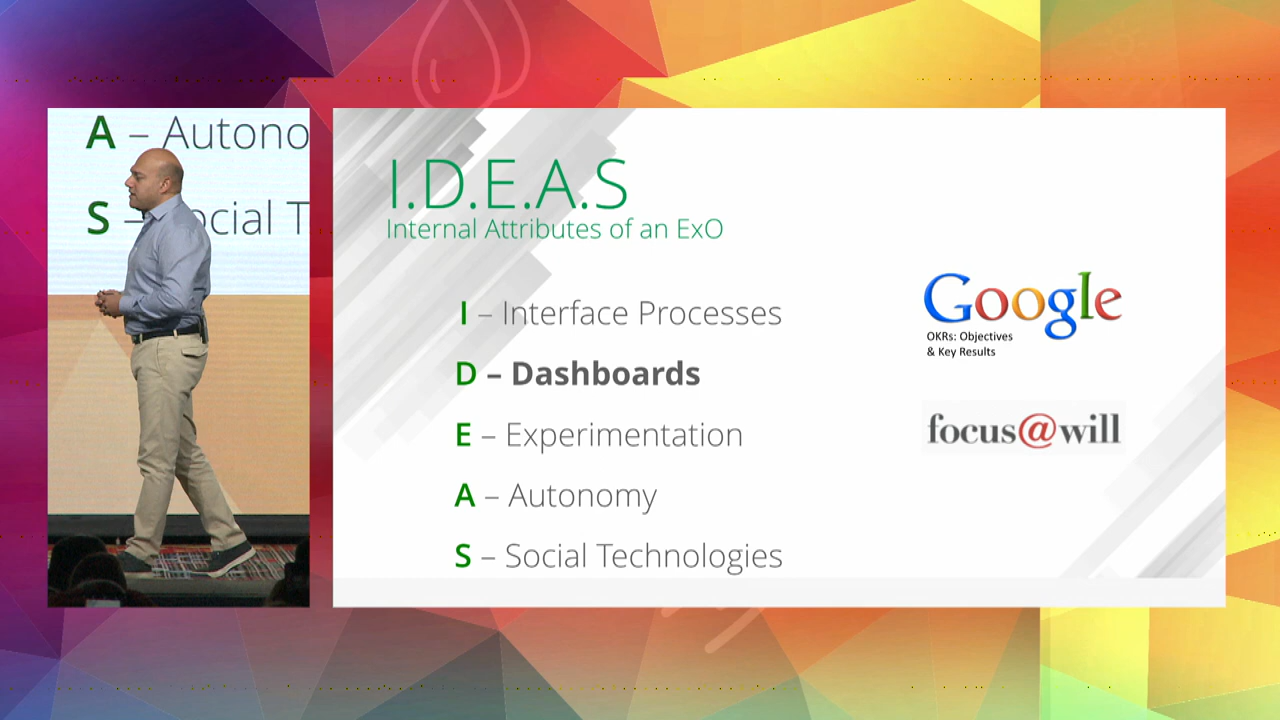 A – Autono
S – ocial T
I.D.E.A.S
Internal Attributes of an ExO
I – Interface Processes
D – Dashboards
E – Experimentation
A – Autonomy
S – Social Technologies
Google
OKRs: Objectives
& Key Results
focus@will